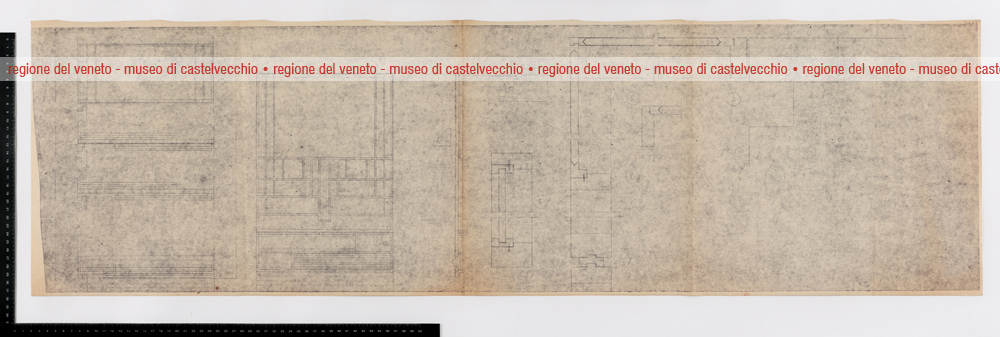 regione del veneto - museo di castelvecchio • regione del veneto - museo di castelvecchio • regione del veneto - museo di castelvecchio • regione del veneto - museo di cast